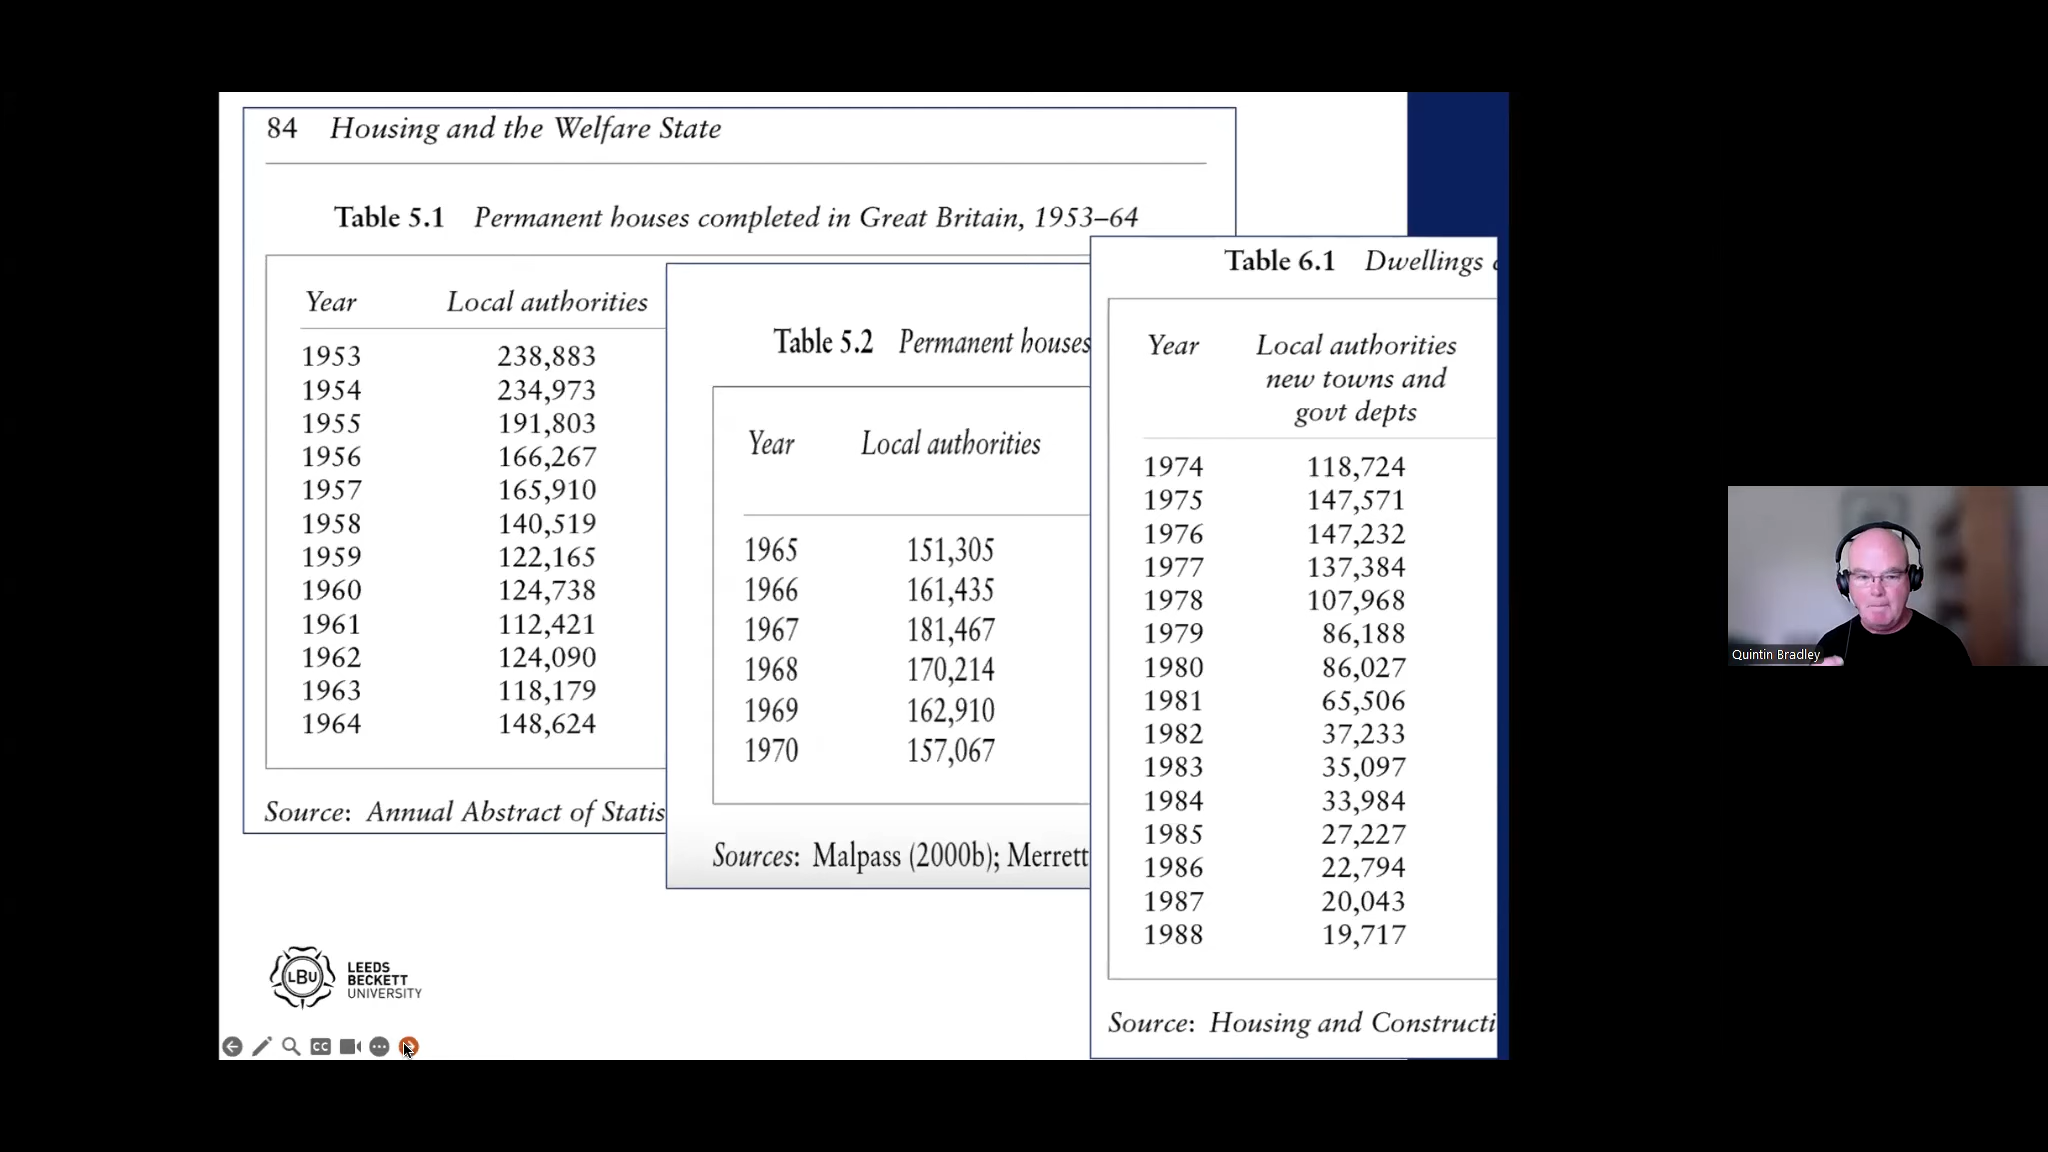 84 Housing and the Welfare State
Table 5.1 Permanent houses completed in Great Britain, 1953–64
Year Local authorities
1953 238,883
1954 234,973
1955 191,803
1956 166,267
1957 165,910
1958 140,519
1959 122,165
1960 124,738
1961 112,421
1962 124,090
1963 118,179
1964 148,624
Source: Annual Abstract of Statis
Table 5.2 Permanent houses
Year Local authorities
1965 151,305
1966 161,435
1967 181,467
1968 170,214
1969 162,910
1970 157,067
Sources: Malpass (2000b); Merrett
Table 6.1 Dwellings
Year Local authorities
new towns and
govt depts
1974 118,724
1975 147,571
1976 147,232
1977 137,384
1978 107,968
1979 86,188
1980 86,027
1981 65,506
1982 37,233
1983 35,097
1984 33,984
1985 27,227
1986 22,794
1987 20,043
1988 19,717
Source: Housing and Constructi
LBU
LEEDS
BECKETT
UNIVERSITY
CC
Quintin Bradley